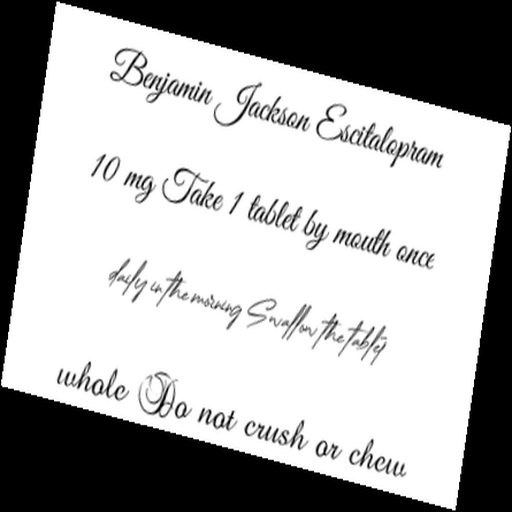 Benjamin Jackson Escitalopram
10 mg Take 1 tablet by mouth once
daily in the morning Swallow the tablet
whole Do not crush or chew